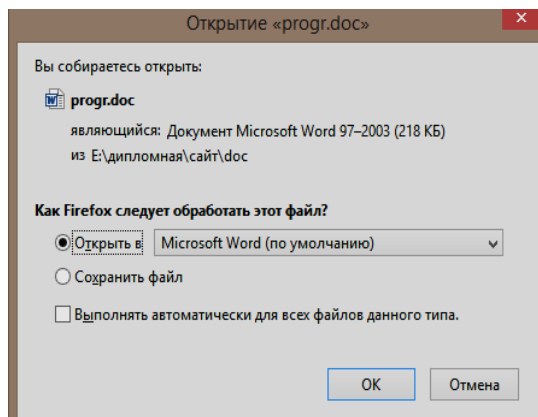 Открытие «progr.doc»
Вы собираетесь открыть:
progr.doc
являющийся: Документ Microsoft Word 97–2003 (218 КБ)
из E:\дипломная\сайт\doc
Как Firefox следует обработать этот файл?
Открыть в Microsoft Word (по умолчанию)
Сохранить файл
Выполнять автоматически для всех файлов данного типа.
OK Отмена